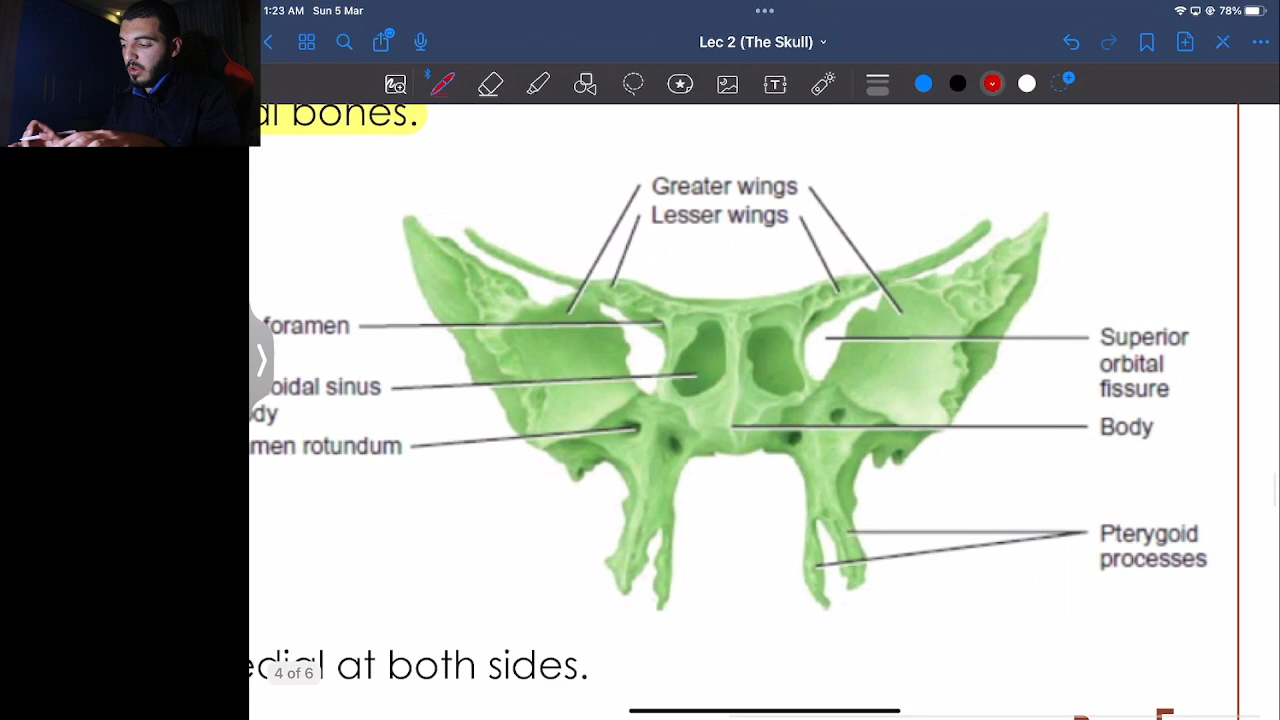 1:23 AM Sun 5 Mar
78%
Lec 2 (The Skull)
al bones.
Greater wings
Lesser wings
foramen
Superior
orbital
fissure
oidal sinus
dy
men rotundum
Body
Pterygoid
processes
edial at both sides.
4 of 6